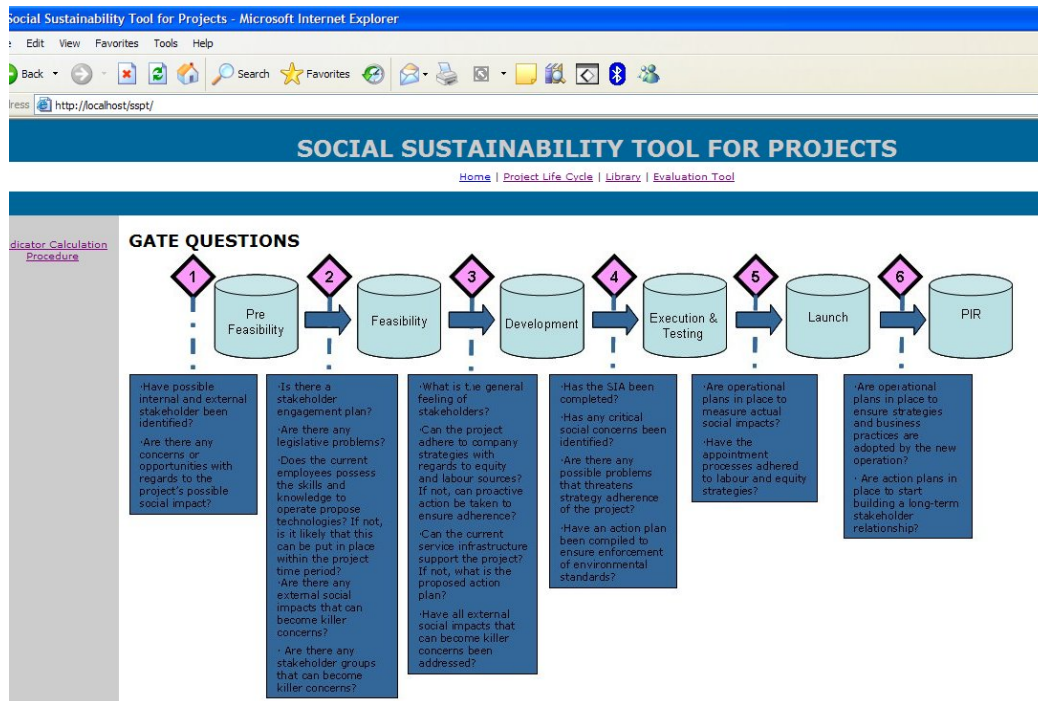 Social Sustainability Tool for Projects - Microsoft Internet Explorer
Edit View Favorites Tools Help
Back Search Favorites
ress http://localhost/sspt/
SOCIAL SUSTAINABILITY TOOL FOR PROJECTS
Home | Project Life Cycle | Library | Evaluation Tool
dicator Calculation
Procedure
GATE QUESTIONS
1
2
3
4
5
6
Pre
Feasibility
Feasibility
Development
Execution &
Testing
Launch
PIR
·Have possible
internal and external
stakeholder been
identified?
·Are there any
concerns or
opportunities with
regards to the
project's possible
social impact?
·Is there a
stakeholder
engagement plan?
·Are there any
legislative problems?
·Does the current
employees possess
the skills and
knowledge to
operate propose
technologies? If not,
is it likely that this
can be put in place
within the project
time period?
·Are there any
external social
impacts that can
become killer
concerns?
· Are there any
stakeholder groups
that can become
killer concerns?
·What is the general
feeling of
stakeholders?
·Can the project
adhere to company
strategies with
regards to equity
and labour sources?
If not, can proactive
action be taken to
ensure adherence?
·Can the current
service infrastructure
support the project?
If not, what is the
proposed action
plan?
·Have all external
social impacts that
can become killer
concerns been
addressed?
·Has the SIA been
completed?
·Has any critical
social concerns been
identified?
·Are there any
possible problems
that threatens
strategy adherence
of the project?
·Have an action plan
been compiled to
ensure enforcement
of environmental
standards?
·Are operational
plans in place to
measure actual
social impacts?
·Have the
appointment
processes adhered
to labour and equity
strategies?
·Are operational
plans in place to
ensure strategies
and business
practices are
adopted by the new
operation?
· Are action plans in
place to start
building a long-term
stakeholder
relationship?